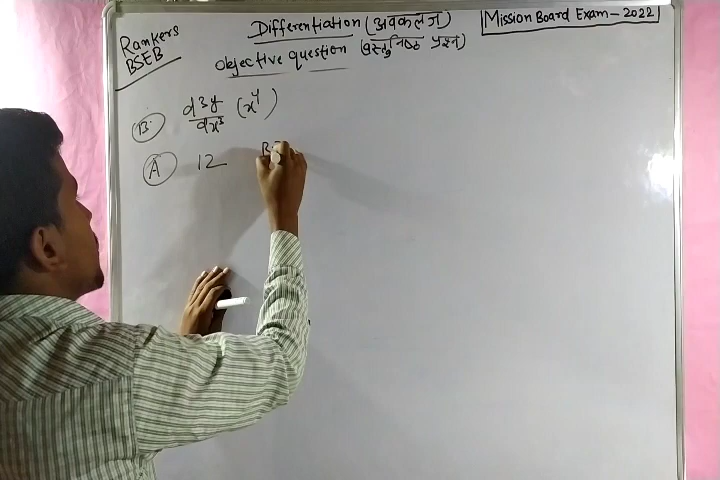 Rankers
BSEB
Differentiation (अवकलज)
Objective question (वस्तुनिष्ठ प्रश्न)
Mission Board Exam - 2022
13. d³y/dx³ (x⁴)
A 12